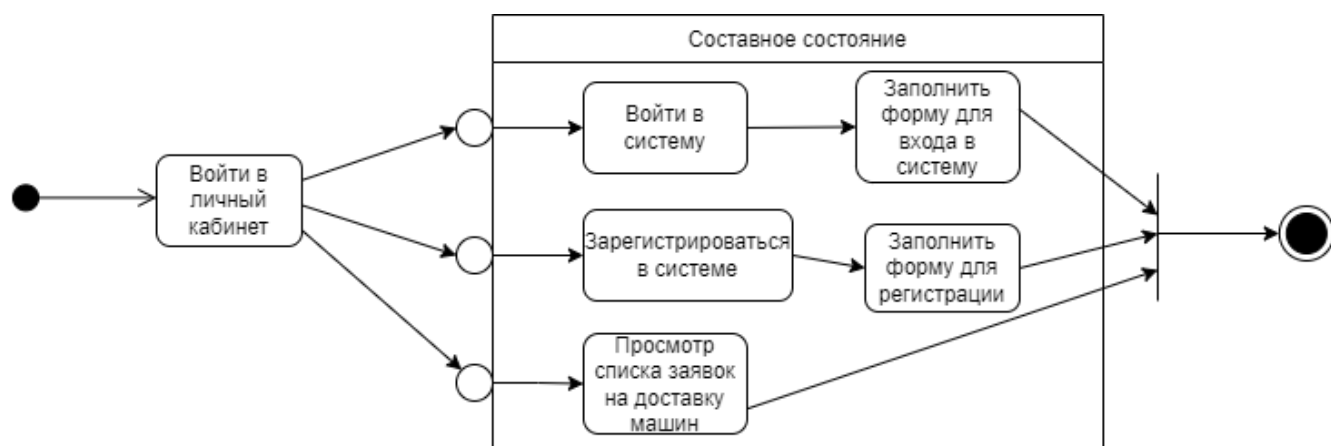 Составное состояние
Войти в
личный
кабинет
Войти в
систему
Заполнить
форму для
входа в
систему
Зарегистрироваться
в системе
Заполнить
форму для
регистрации
Просмотр
списка заявок
на доставку
машин